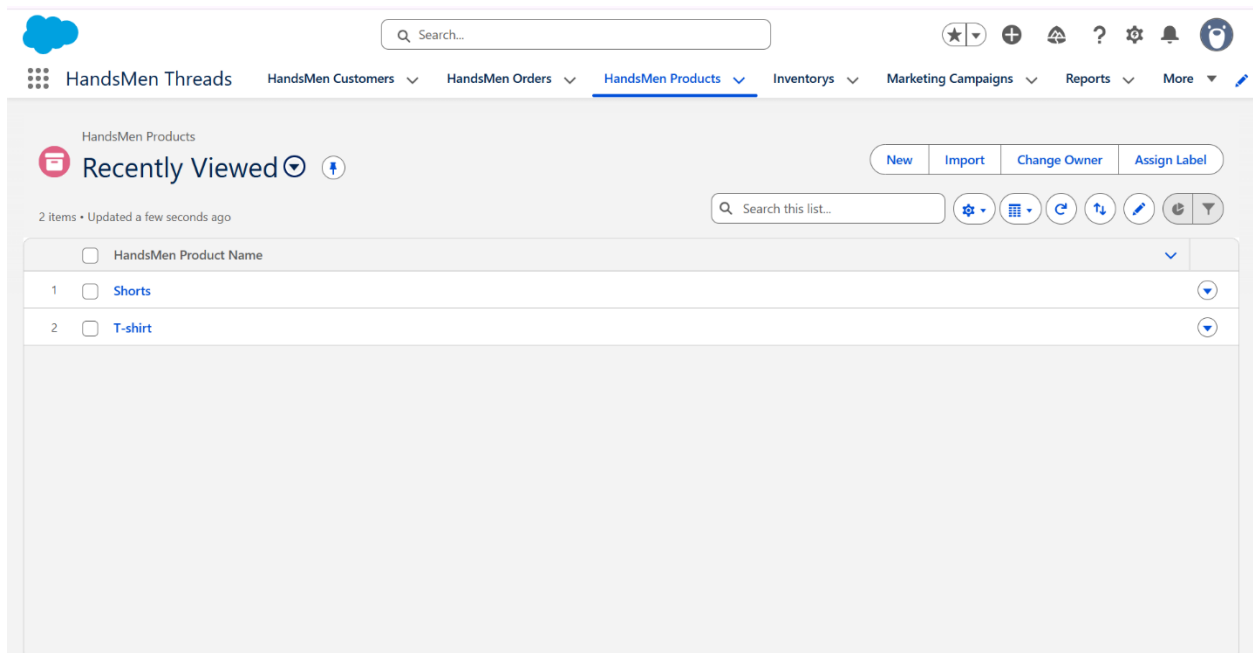 Search...
HandsMen Threads HandsMen Customers HandsMen Orders HandsMen Products Inventorys Marketing Campaigns Reports More
HandsMen Products
Recently Viewed
New Import Change Owner Assign Label
2 items • Updated a few seconds ago
Search this list...
HandsMen Product Name
1 Shorts
2 T-shirt